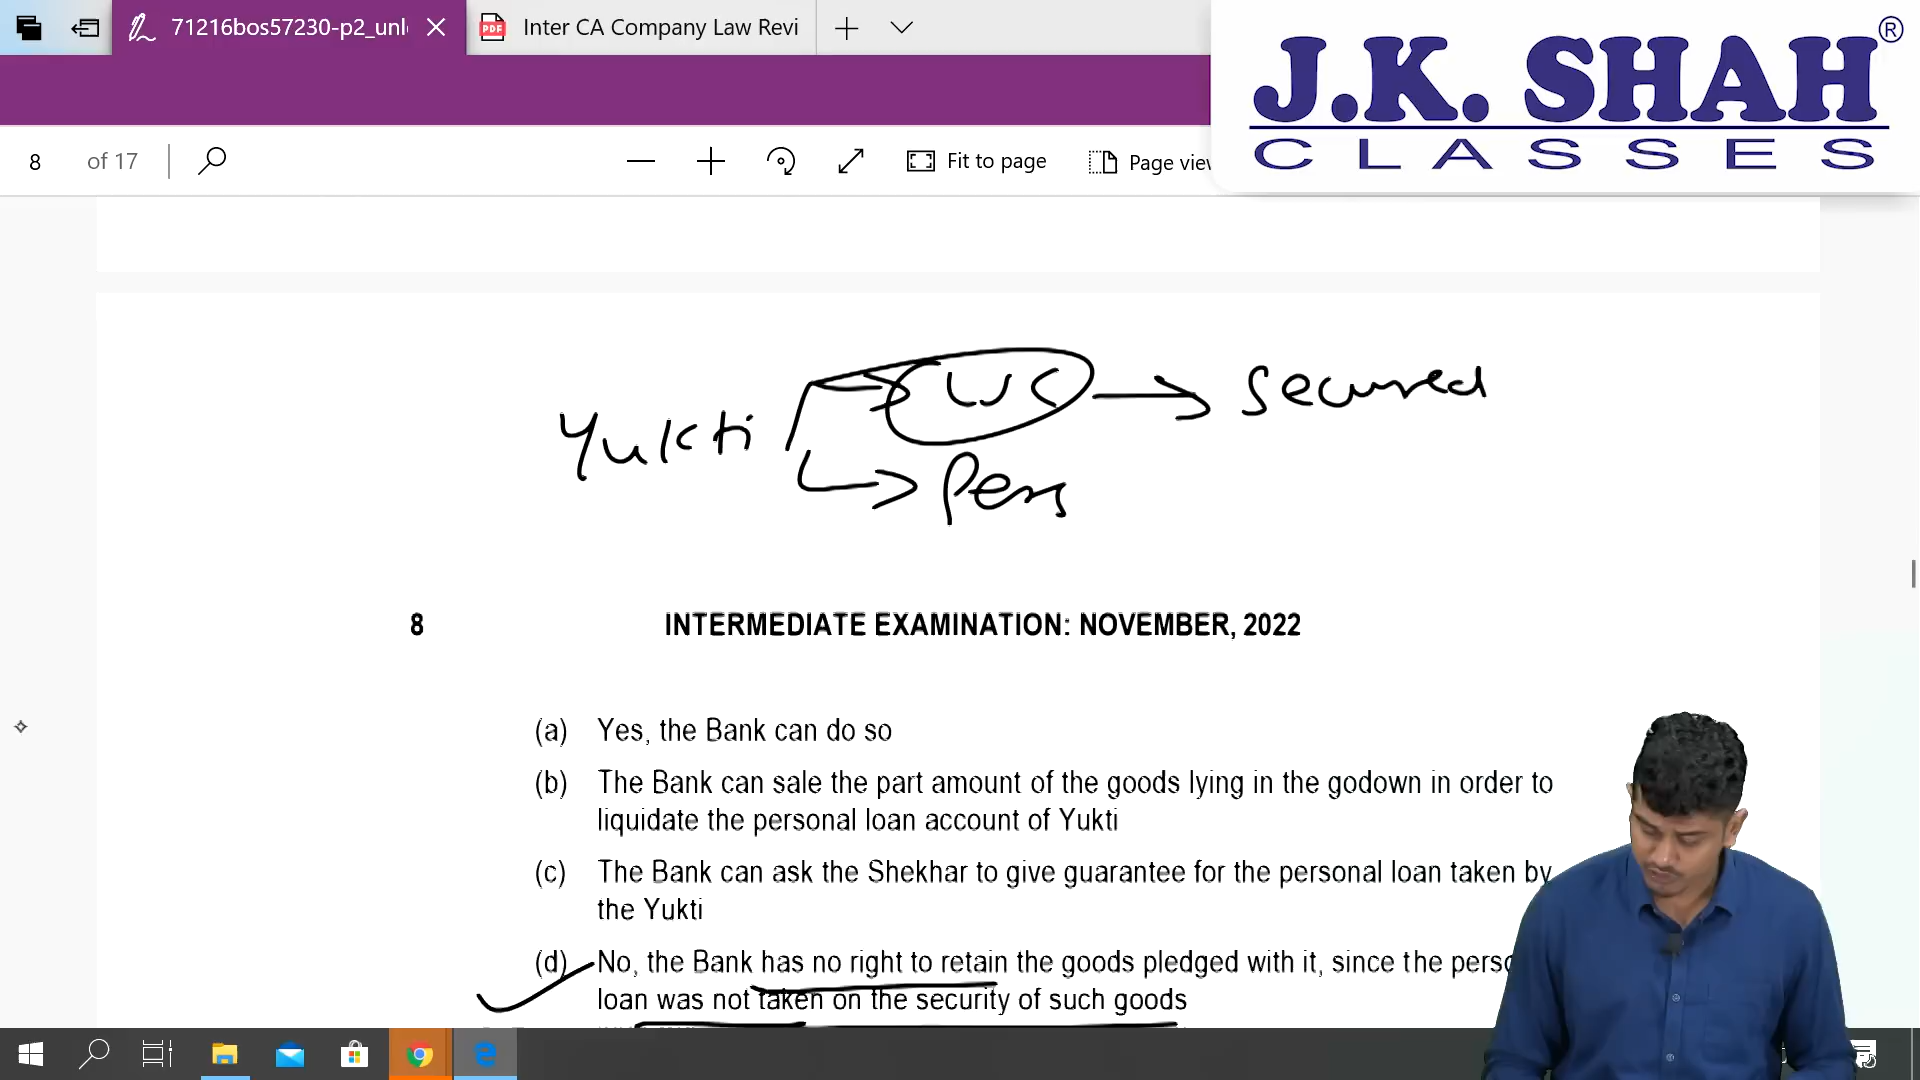 71216bos57230-p2_unl
Inter CA Company Law Revi
J.K. SHAH®
CLASSES
8 of 17
Fit to page
Page view
Yukti
WC
secured
Pers
8 INTERMEDIATE EXAMINATION: NOVEMBER, 2022
(a) Yes, the Bank can do so
(b) The Bank can sale the part amount of the goods lying in the godown in order to
liquidate the personal loan account of Yukti
(c) The Bank can ask the Shekhar to give guarantee for the personal loan taken by
the Yukti
(d) No, the Bank has no right to retain the goods pledged with it, since the perso
loan was not taken on the security of such goods